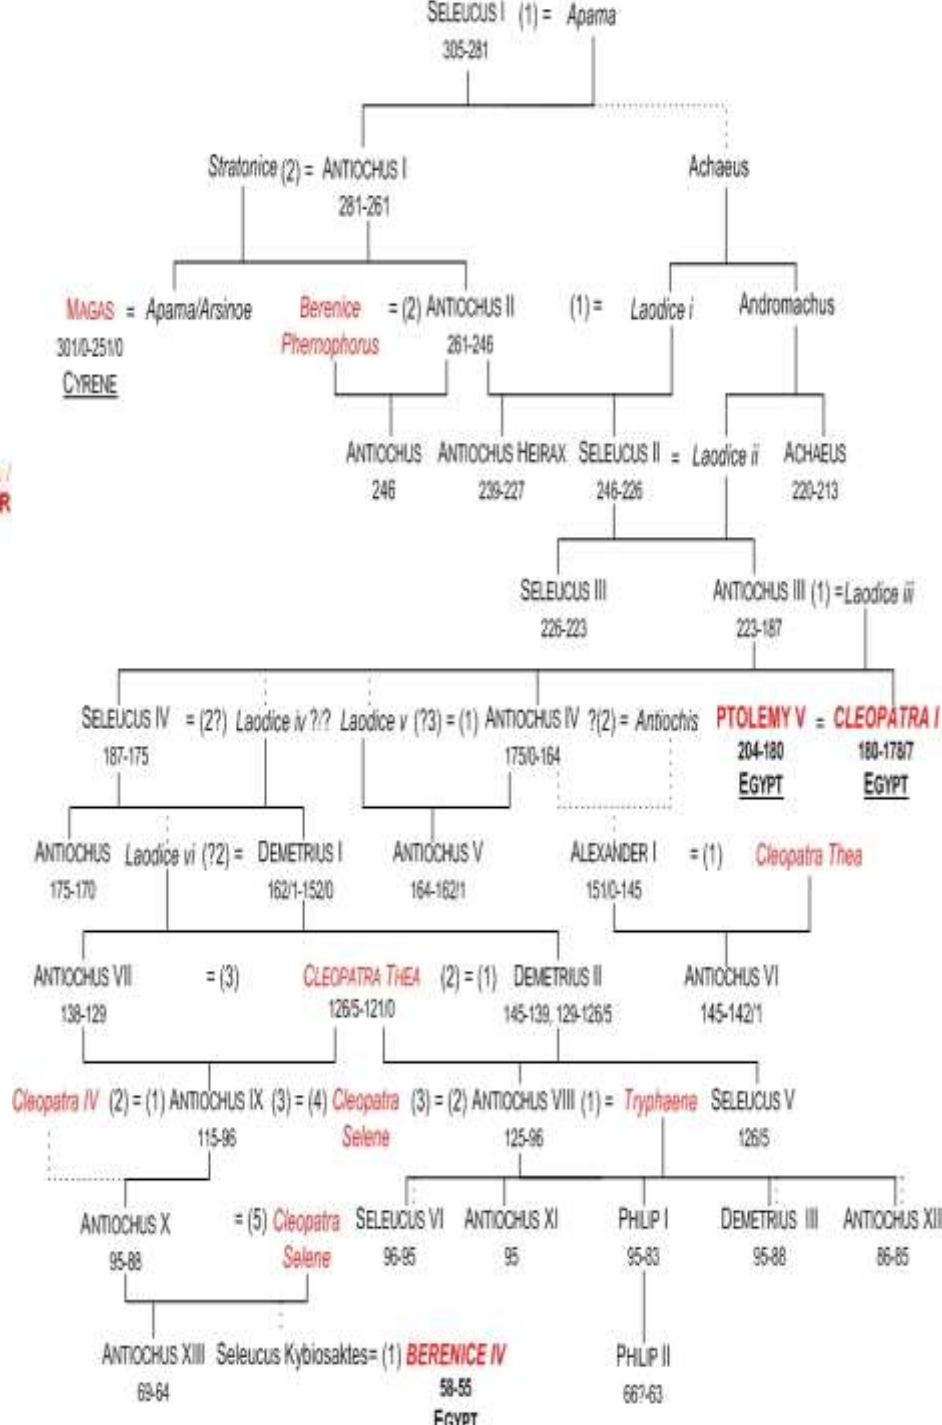 SELEUCUS I (1) = Apama
305-281
Stratonice (2) = ANTIOCHUS I Achaeus
281-261
MAGAS = Apama/Arsinoe Berenice = (2) ANTIOCHUS II (1) = Laodice i Andromachus
301/0-251/0 Phernophorus 261-246
CYRENE
ANTIOCHUS ANTIOCHUS HEIRAX SELEUCUS II = Laodice ii ACHAEUS
246 239-227 246-226 220-213
R
SELEUCUS III ANTIOCHUS III (1) = Laodice iii
226-223 223-187
SELEUCUS IV = (2?) Laodice iv ?/? Laodice v (?3) = (1) ANTIOCHUS IV ?(2) = Antiochis PTOLEMY V = CLEOPATRA I
187-175 175/0-164 204-180 180-178/7
EGYPT EGYPT
ANTIOCHUS Laodice vi (?2) = DEMETRIUS I ANTIOCHUS V ALEXANDER I = (1) Cleopatra Thea
175-170 162/1-152/0 164-162/1 151/0-145
ANTIOCHUS VII = (3) CLEOPATRA THEA (2) = (1) DEMETRIUS II ANTIOCHUS VI
138-129 126/5-121/0 145-139, 129-126/5 145-142/1
Cleopatra IV (2) = (1) ANTIOCHUS IX (3) = (4) Cleopatra (3) = (2) ANTIOCHUS VIII (1) = Tryphaena SELEUCUS V
115-96 Selene 125-96 126/5
ANTIOCHUS X = (5) Cleopatra SELEUCUS VI ANTIOCHUS XI PHILIP I DEMETRIUS III ANTIOCHUS XII
95-88 Selene 96-95 95 95-83 95-88 86-85
ANTIOCHUS XIII Seleucus Kybiosaktes = (1) BERENICE IV PHILIP II
69-64 58-55 66?-63
EGYPT